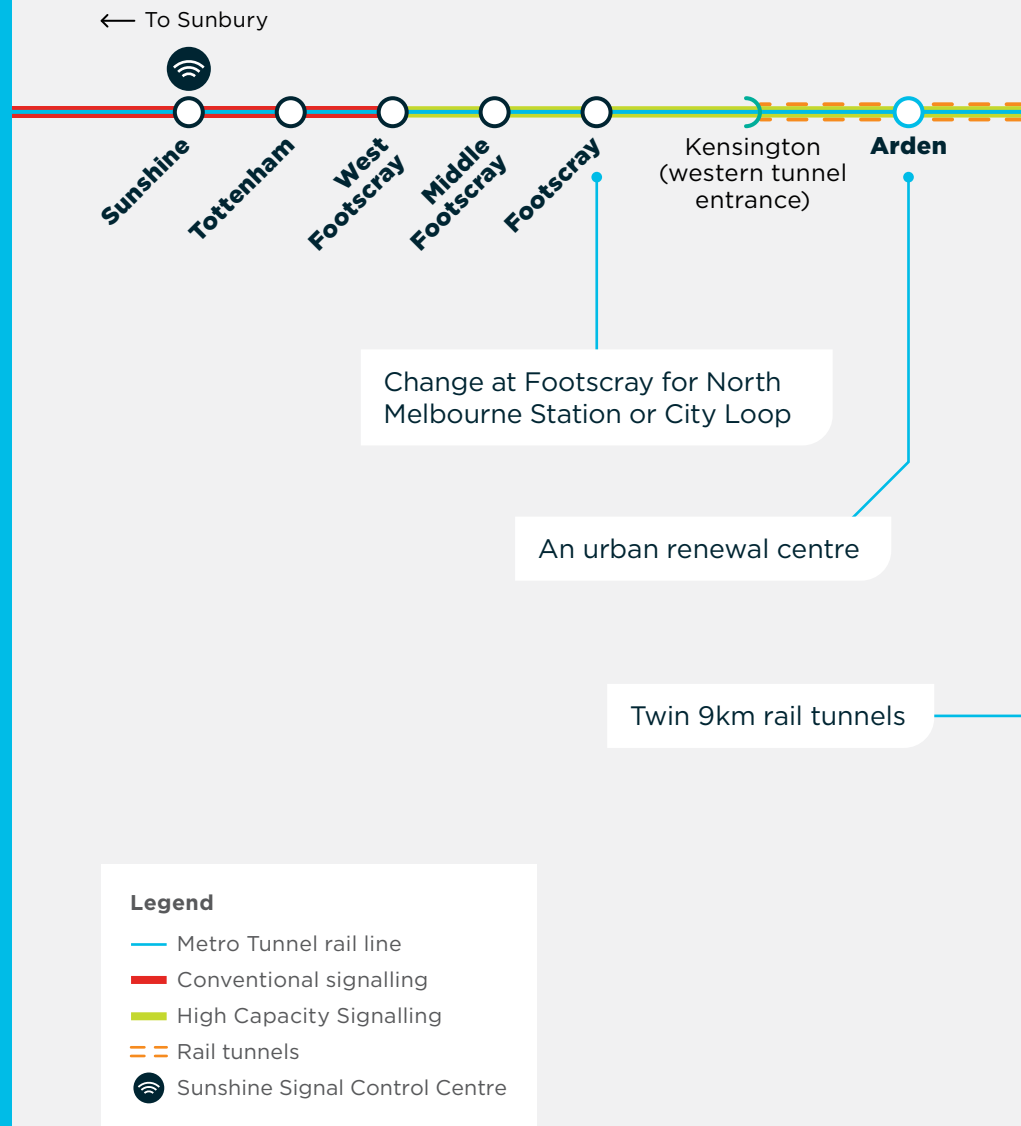 To Sunbury
Sunshine
Tottenham
West
Footscray
Middle
Footscray
Footscray
Kensington
(western tunnel
entrance)
Arden
Change at Footscray for North
Melbourne Station or City Loop
An urban renewal centre
Twin 9km rail tunnels
Legend
Metro Tunnel rail line
Conventional signalling
High Capacity Signalling
Rail tunnels
Sunshine Signal Control Centre